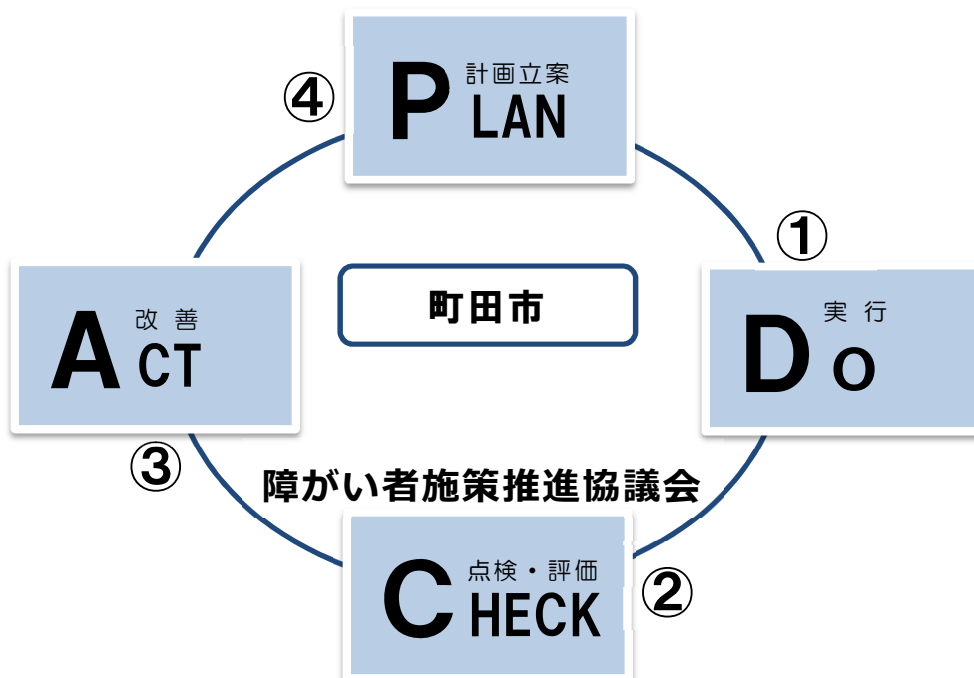 ④
計画立案
PLAN
①
町田市
実行
Do
改善
ACT
③
障がい者施策推進協議会
点検・評価
CHECK
②